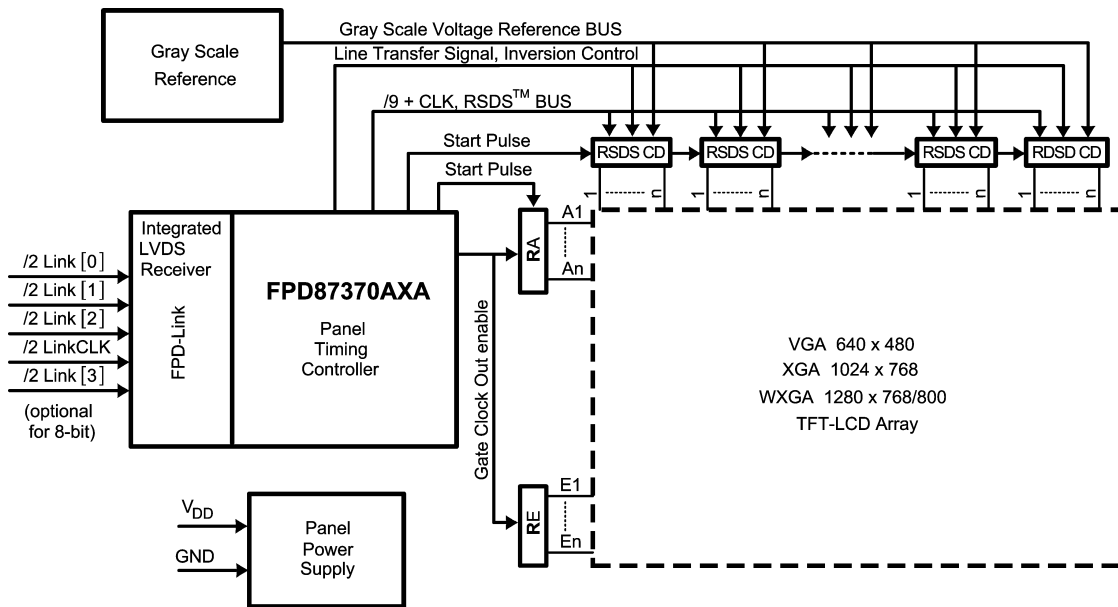 Gray Scale
Reference
Gray Scale Voltage Reference BUS
Line Transfer Signal, Inversion Control
/9 + CLK, RSDS™ BUS
Start Pulse
Start Pulse
RSDS CD
RSDS CD
RSDS CD
RDSD CD
1
n
1
n
1
n
1
n
Integrated
LVDS
Receiver
FPD-Link
FPD87370AXA
Panel
Timing
Controller
/2 Link [0]
/2 Link [1]
/2 Link [2]
/2 LinkCLK
/2 Link [3]
(optional
for 8-bit)
Gate Clock Out enable
RA
A1
An
RE
E1
En
VGA 640 x 480
XGA 1024 x 768
WXGA 1280 x 768/800
TFT-LCD Array
VDD
GND
Panel
Power
Supply